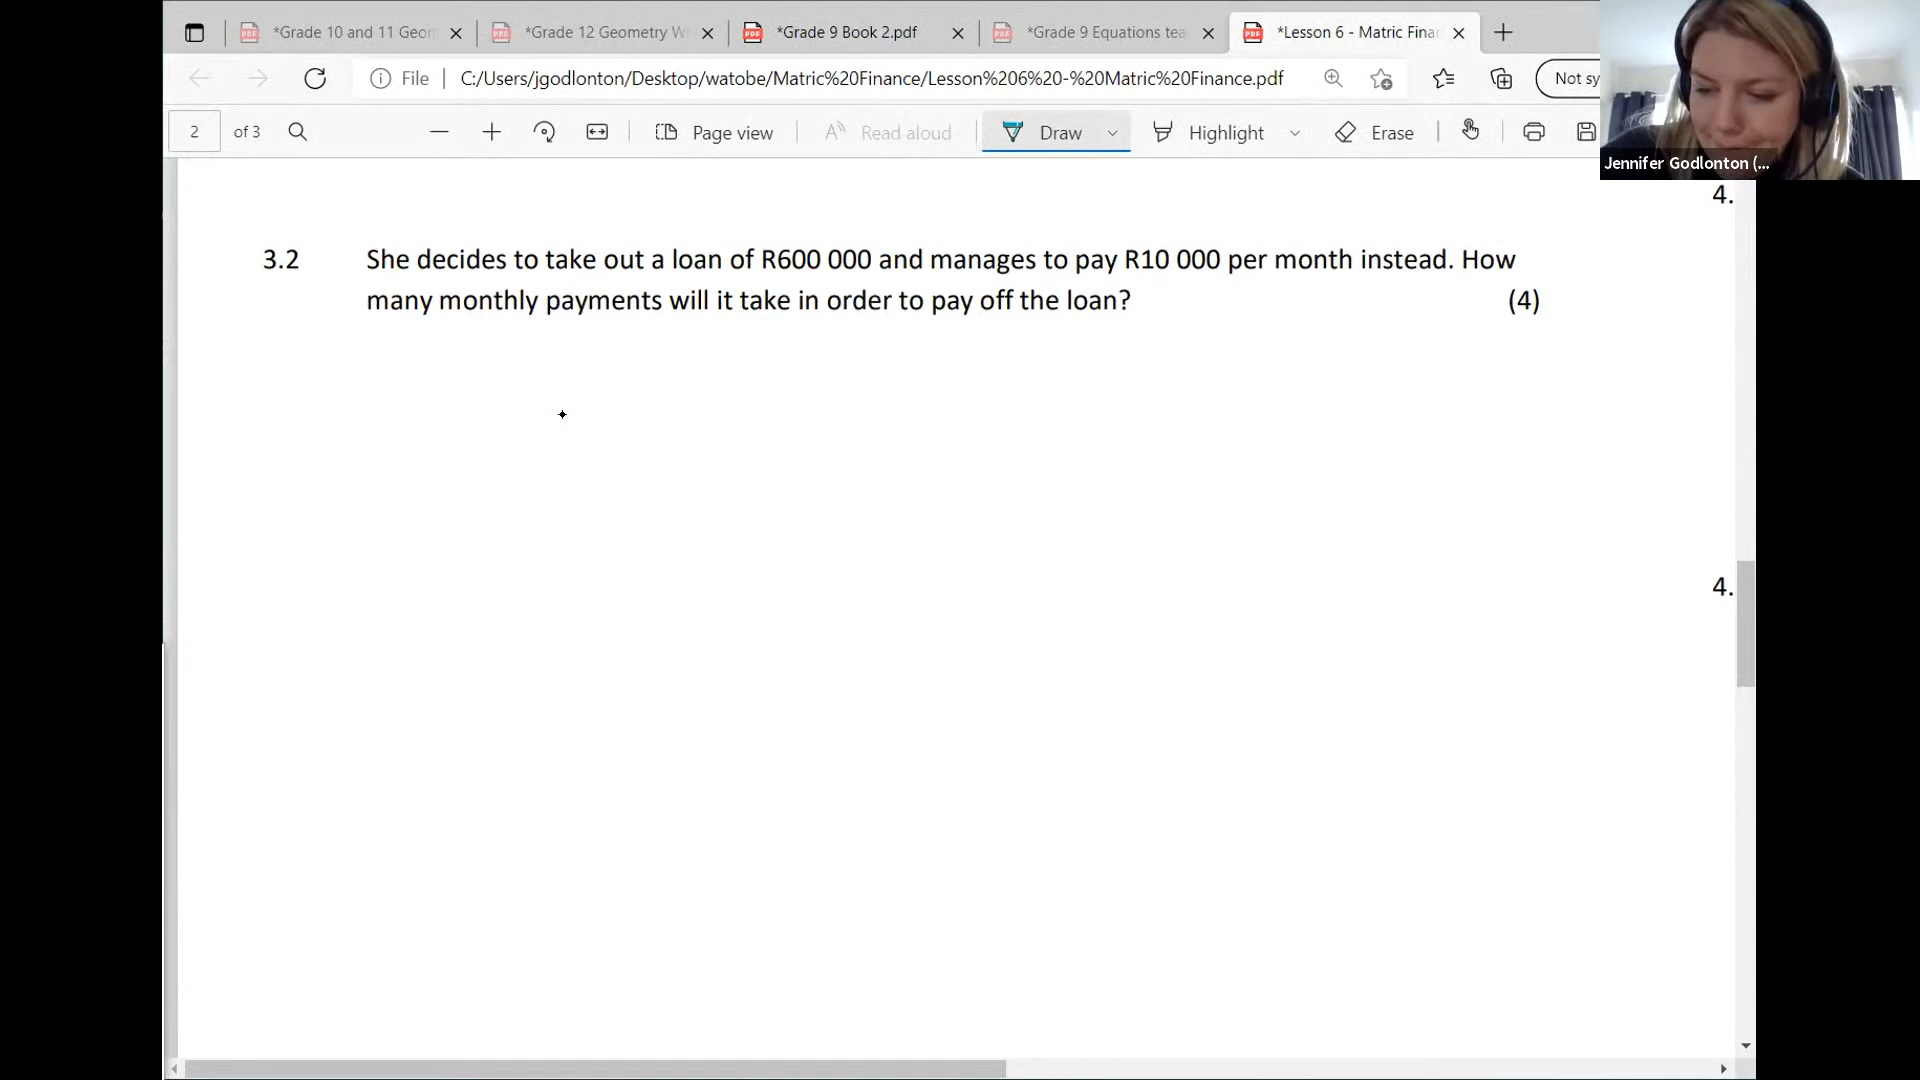 *Grade 10 and 11 Geor
*Grade 12 Geometry W
*Grade 9 Book 2.pdf
*Grade 9 Equations tea
*Lesson 6 - Matric Fina
File
C:/Users/jgodlonton/Desktop/watobe/Matric%20Finance/Lesson%206%20-%20Matric%20Finance.pdf
Not sy
2 of 3
Page view
Read aloud
Draw
Highlight
Erase
Jennifer Godlonton (...
4.
3.2 She decides to take out a loan of R600 000 and manages to pay R10 000 per month instead. How
many monthly payments will it take in order to pay off the loan? (4)
4.